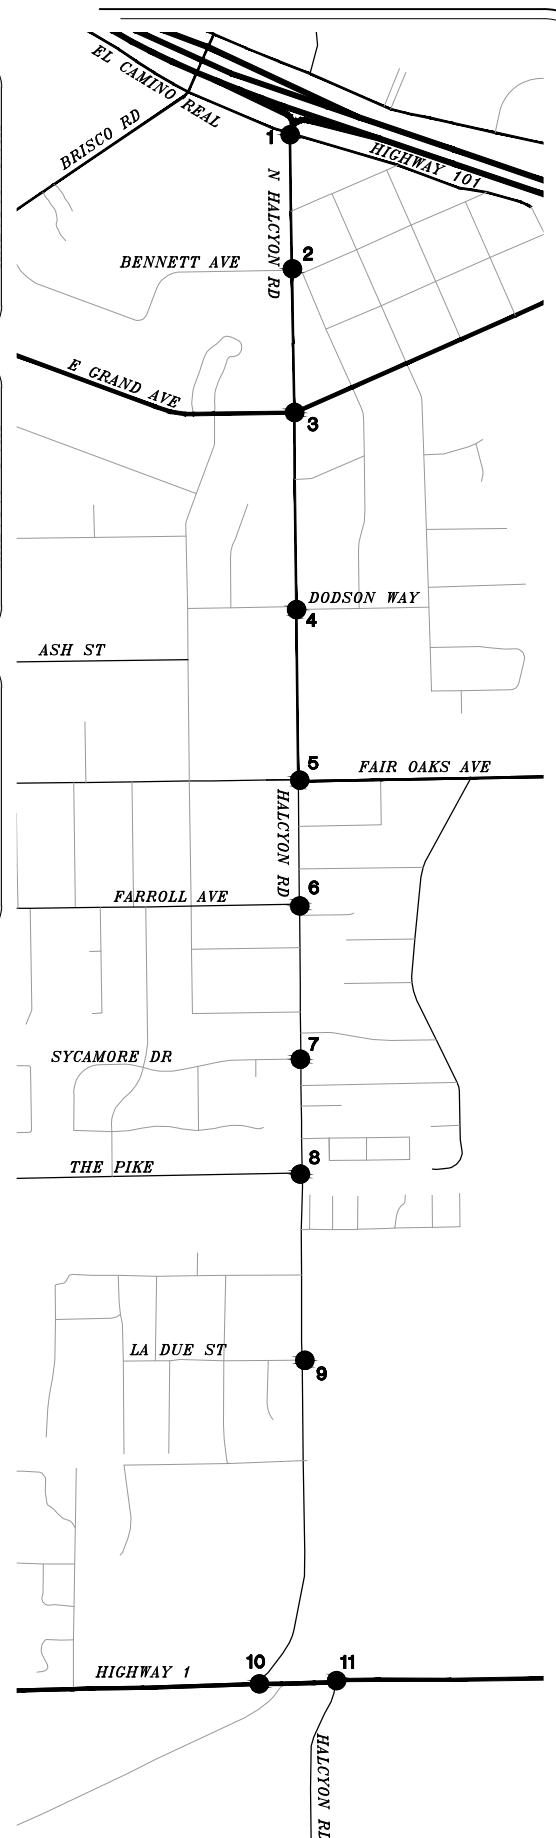 EL CAMINO REAL
BRISCO RD
1
HIGHWAY 101
N HALCYON RD
2
BENNETT AVE
E GRAND AVE
3
DODSON WAY
4
ASH ST
5
FAIR OAKS AVE
HALCYON RD
6
FARROLL AVE
7
SYCAMORE DR
8
THE PIKE
LA DUE ST
9
10
11
HIGHWAY 1
HALCYON RD